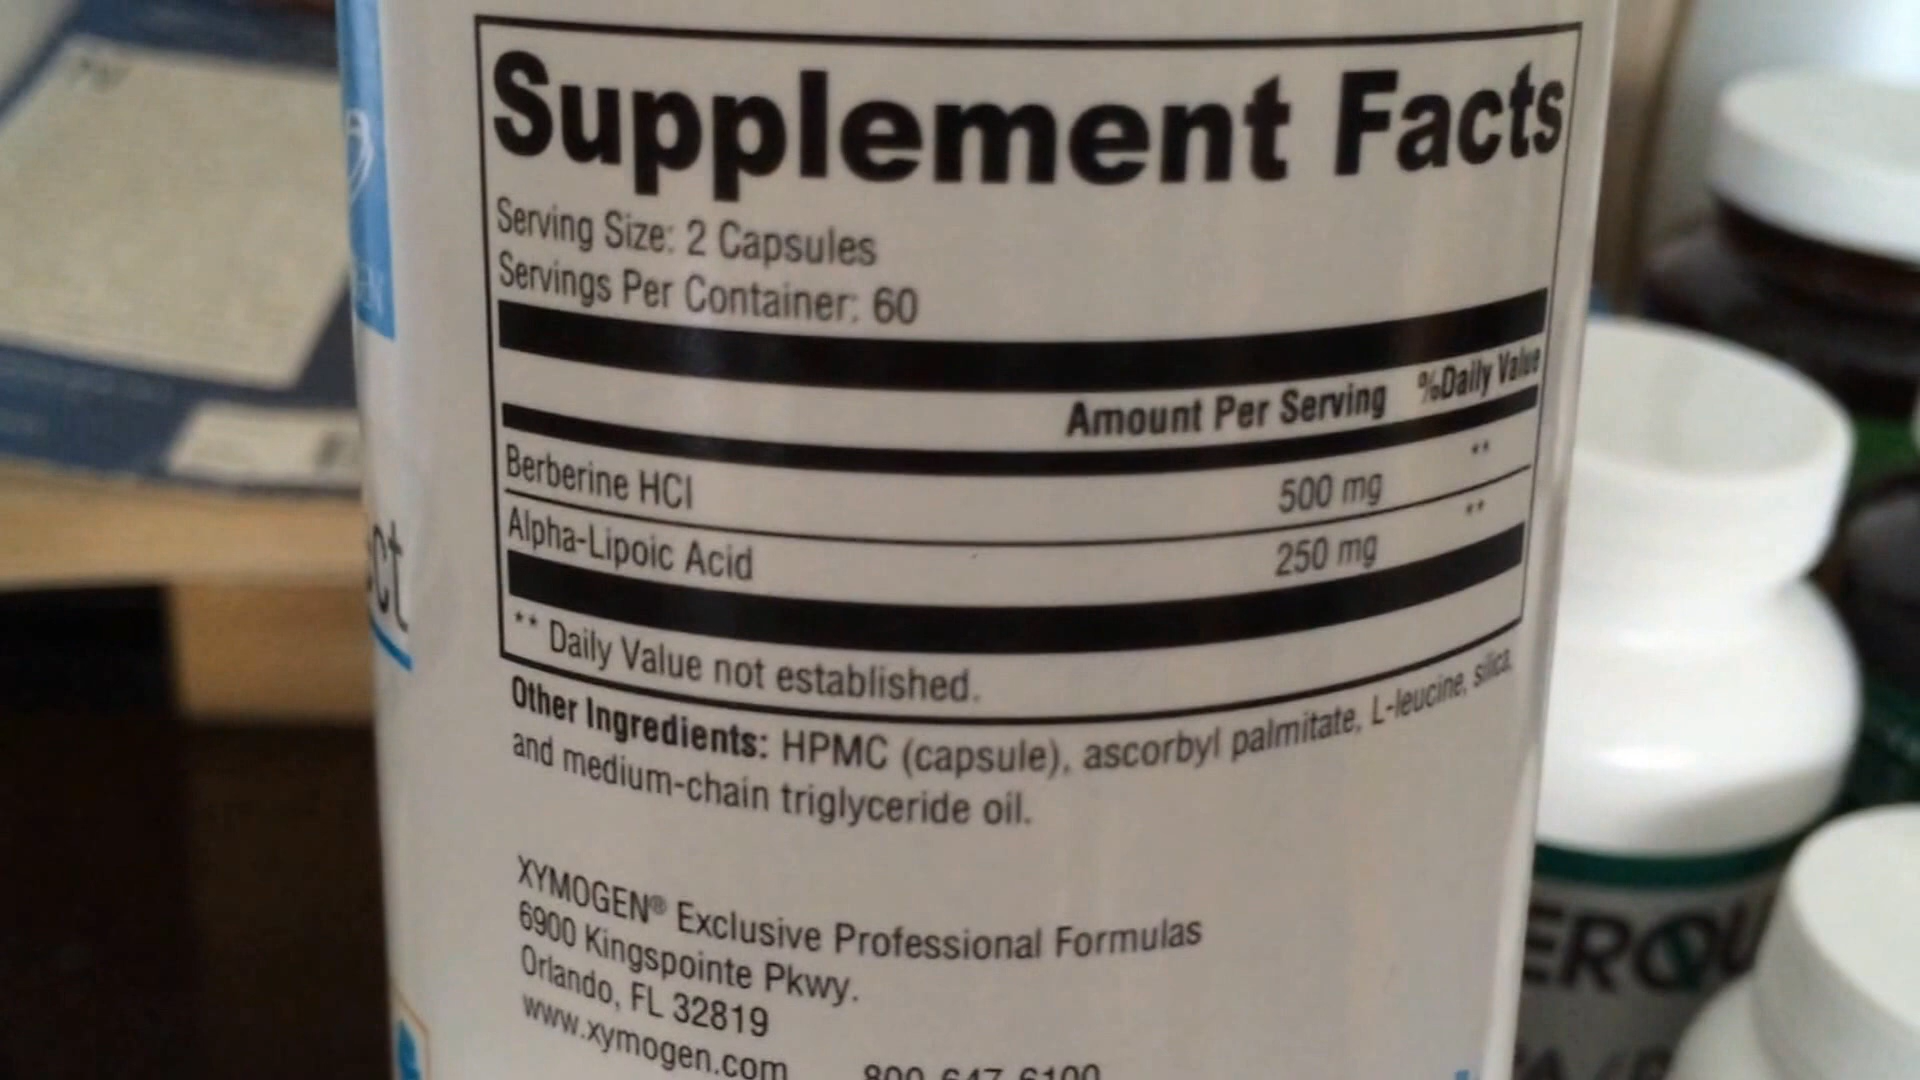 Supplement Facts
Serving Size: 2 Capsules
Servings Per Container: 60
Amount Per Serving %Daily Value
Berberine HCl 500 mg **
Alpha-Lipoic Acid 250 mg **
** Daily Value not established.
Other Ingredients: HPMC (capsule), ascorbyl palmitate, L-leucine, silica,
and medium-chain triglyceride oil.
XYMOGEN® Exclusive Professional Formulas
6900 Kingspointe Pkwy.
Orlando, FL 32819
www.xymogen.com 800-647-6100
ct
EROU